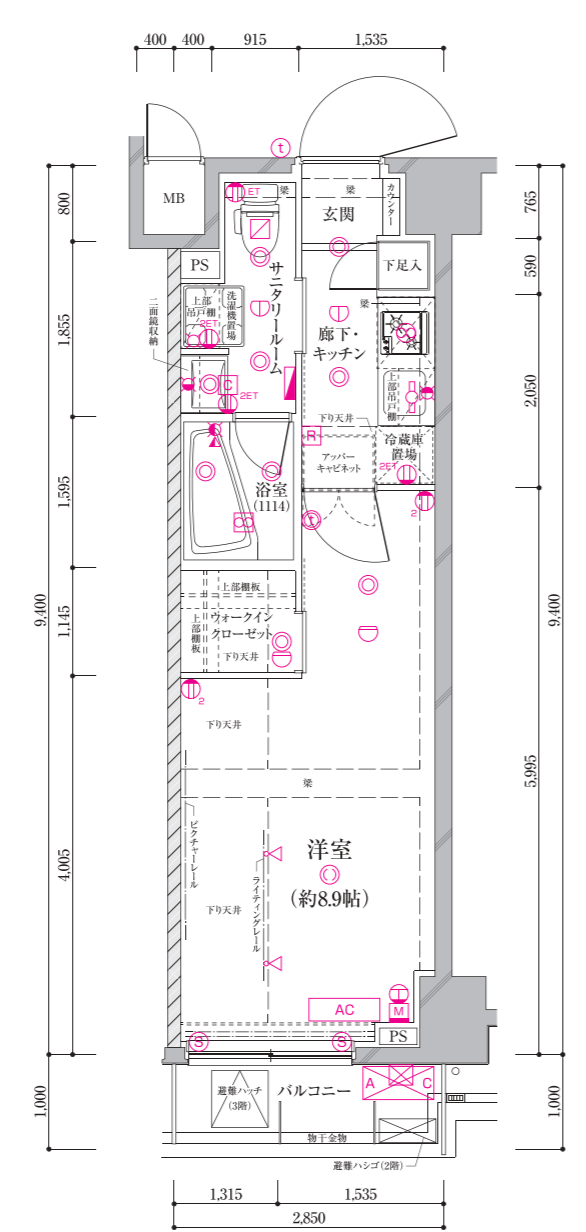 400 400 915 1,535
t
MB
ET
梁
梁
カウンター
玄関
800
765
PS
下足入
590
サニタリールーム
上部
吊戸棚
2ET
洗濯機置場
二面鏡収納
梁
廊下・
キッチン
1,855
2,050
上部吊戸棚
C
2ET
下り天井
R
アッパー
キャビネット
冷蔵庫
置場
2ET
浴室
(1114)
t
2
1,595
9,400
9,400
上部棚板
上部棚板
ウォークイン
クローゼット
下り天井
1,145
2
下り天井
梁
5,995
ピクチャーレール
ライティングレール
洋室
(約8.9帖)
4,005
下り天井
AC
M
PS
S
S
避難ハッチ
(3階)
バルコニー
A C
1,000
1,000
物干金物
避難ハシゴ(2階)
1,315 1,535
2,850